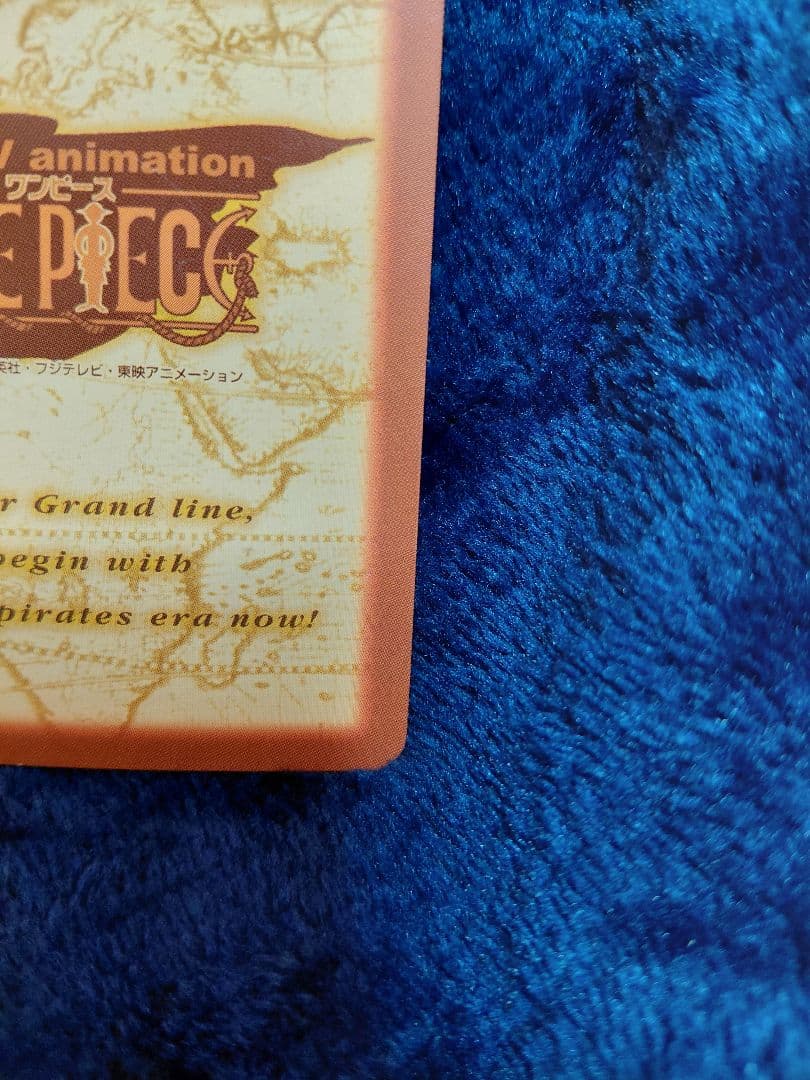 animation
ワンピース
PIECE
社・フジテレビ・東映アニメーション
Grand line,
begin with
pirates era now!